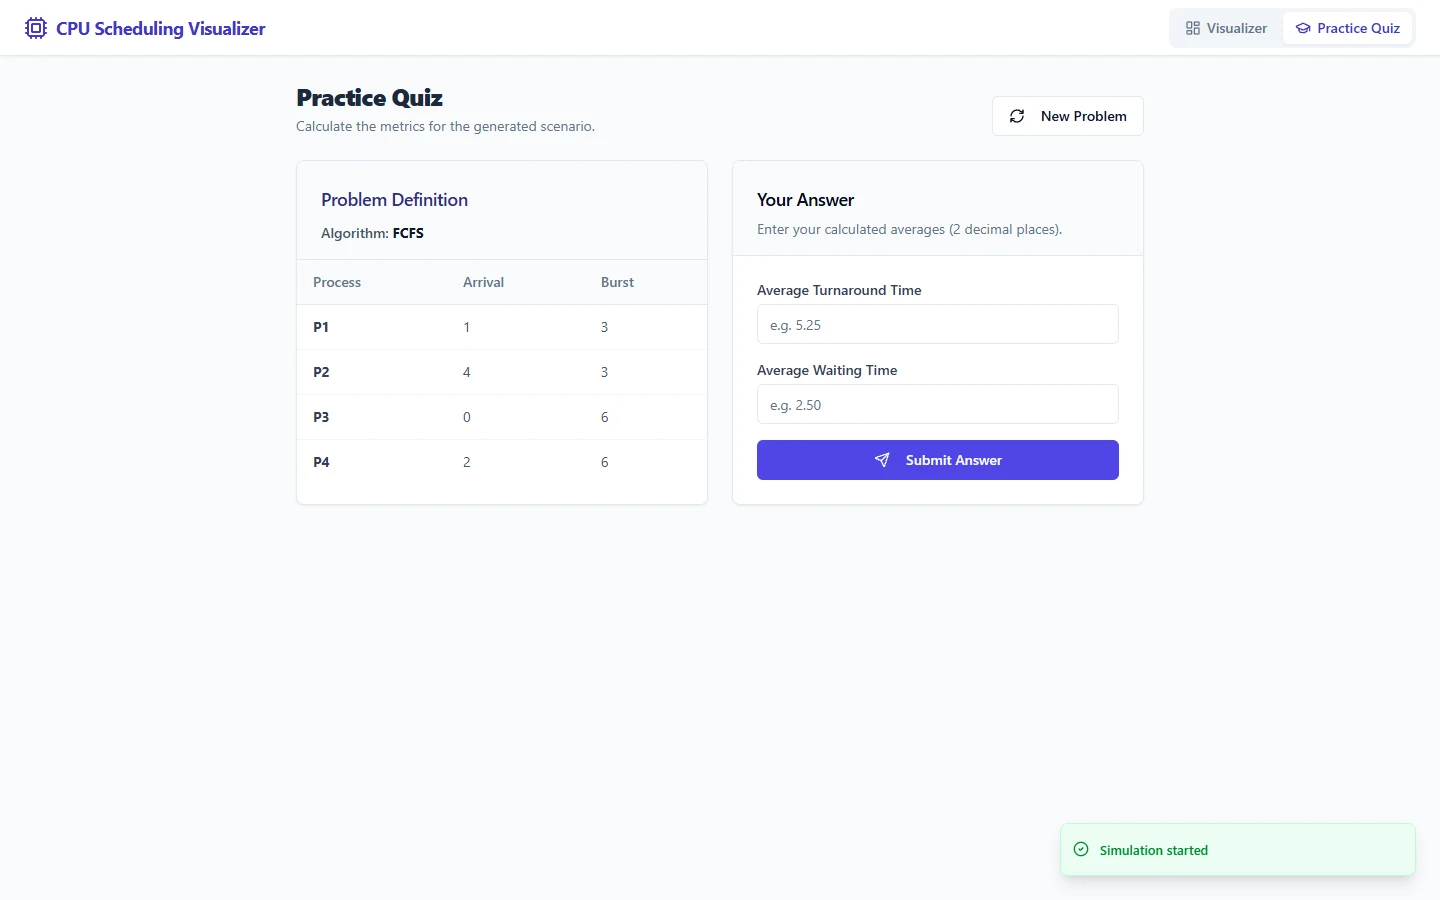 CPU Scheduling Visualizer
Visualizer
Practice Quiz
Practice Quiz
Calculate the metrics for the generated scenario.
New Problem
Problem Definition
Algorithm: FCFS
Process Arrival Burst
P1 1 3
P2 4 3
P3 0 6
P4 2 6
Your Answer
Enter your calculated averages (2 decimal places).
Average Turnaround Time
e.g. 5.25
Average Waiting Time
e.g. 2.50
Submit Answer
Simulation started